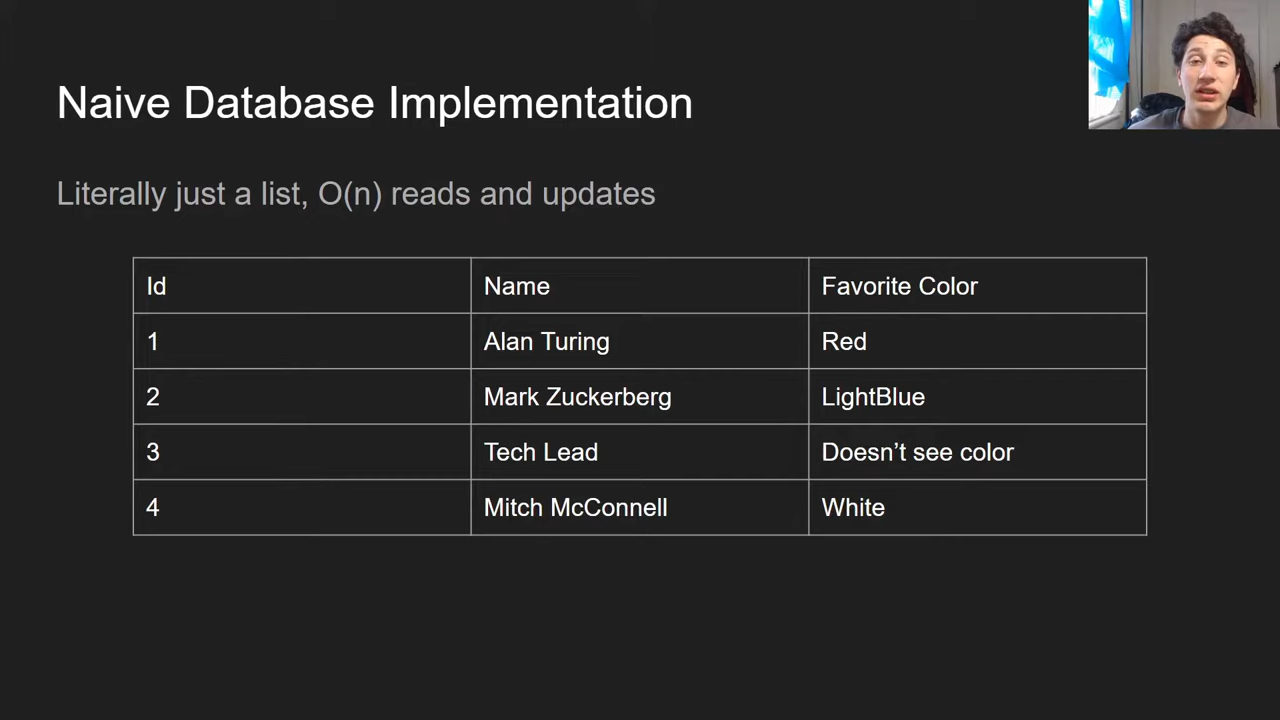 Naive Database Implementation
Literally just a list, O(n) reads and updates
Id Name Favorite Color
1 Alan Turing Red
2 Mark Zuckerberg LightBlue
3 Tech Lead Doesn’t see color
4 Mitch McConnell White